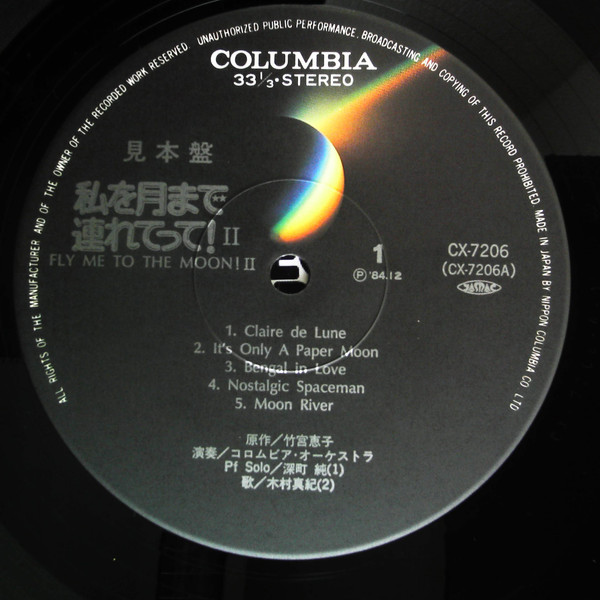 ALL RIGHTS OF THE MANUFACTURER AND OF THE OWNER OF THE RECORDED WORK RESERVED. UNAUTHORIZED PUBLIC PERFORMANCE, BROADCASTING AND COPYING OF THIS RECORD PROHIBITED. MADE IN JAPAN BY NIPPON COLUMBIA CO. LTD
COLUMBIA
33 1/3・STEREO
見本盤
私を月まで
連れてって! II
FLY ME TO THE MOON! II
1
Ⓟ '84.12
CX-7206
(CX-7206A)
JASRAC
1. Claire de Lune
2. It's Only A Paper Moon
3. Bengal in Love
4. Nostalgic Spaceman
5. Moon River
原作／竹宮恵子
演奏／コロムビア・オーケストラ
Pf Solo／深町 純(1)
歌／木村真紀(2)